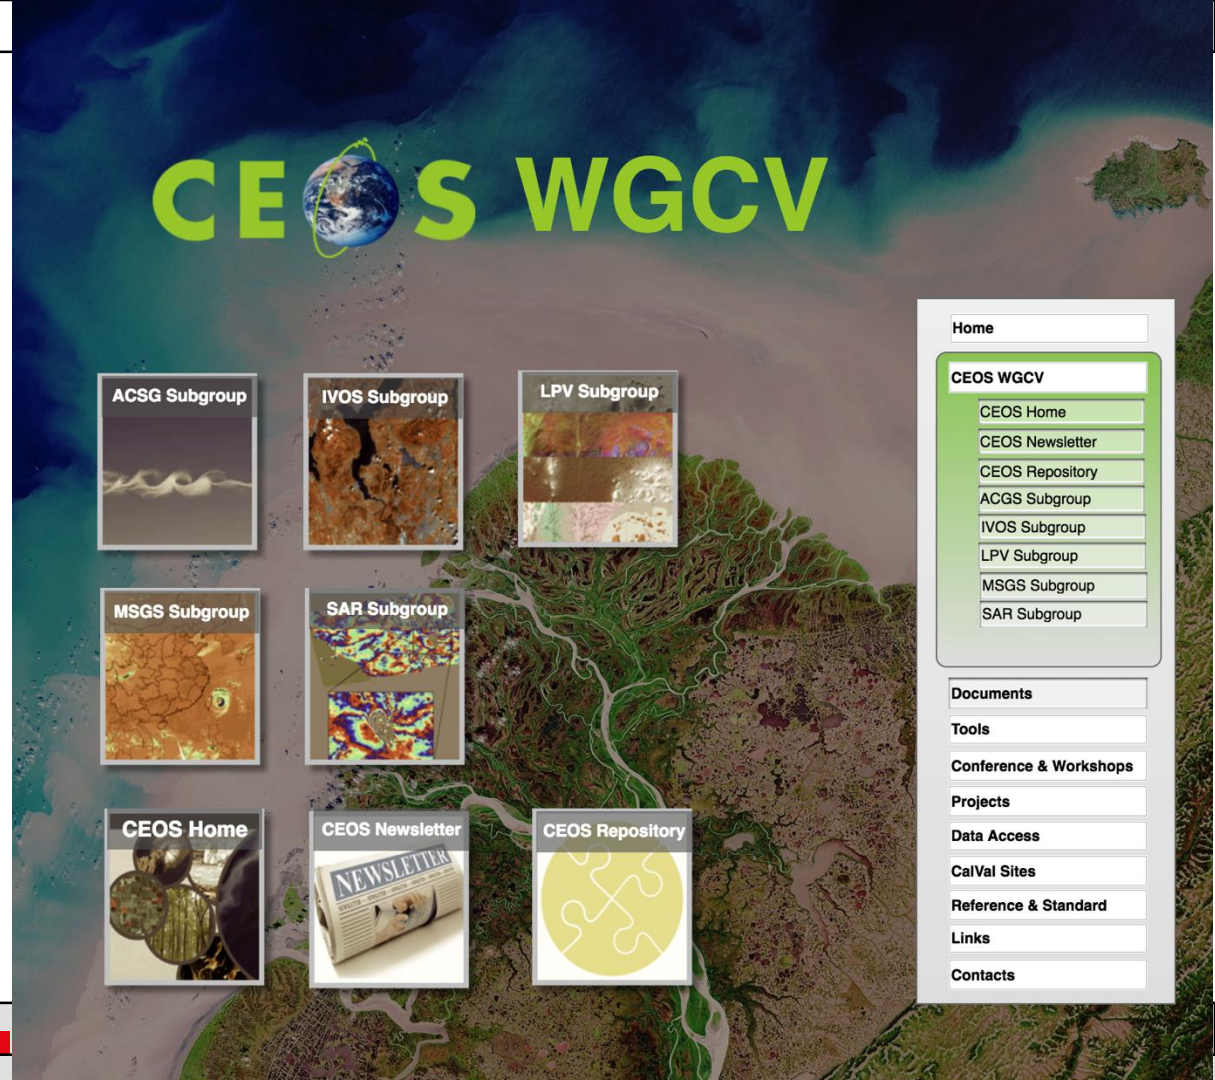 CEOS WGCV
ACSG Subgroup
IVOS Subgroup
LPV Subgroup
MSGS Subgroup
SAR Subgroup
CEOS Home
CEOS Newsletter
NEWSLETTER
CEOS Repository
Home
CEOS WGCV
CEOS Home
CEOS Newsletter
CEOS Repository
ACGS Subgroup
IVOS Subgroup
LPV Subgroup
MSGS Subgroup
SAR Subgroup
Documents
Tools
Conference & Workshops
Projects
Data Access
CalVal Sites
Reference & Standard
Links
Contacts